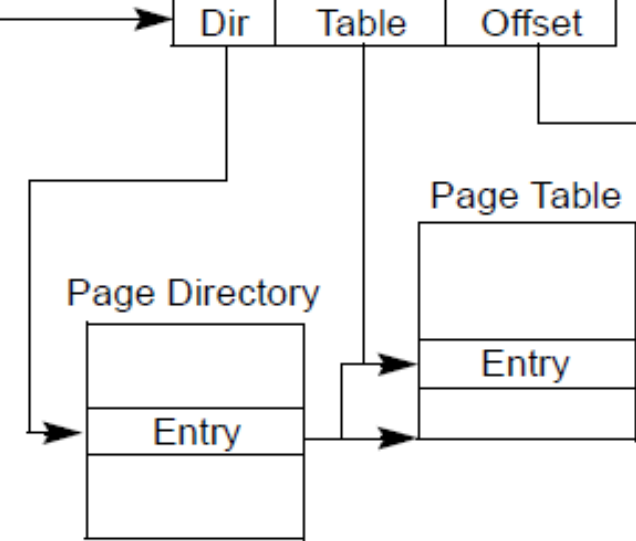 Dir Table Offset
Page Table
Page Directory
Entry
Entry